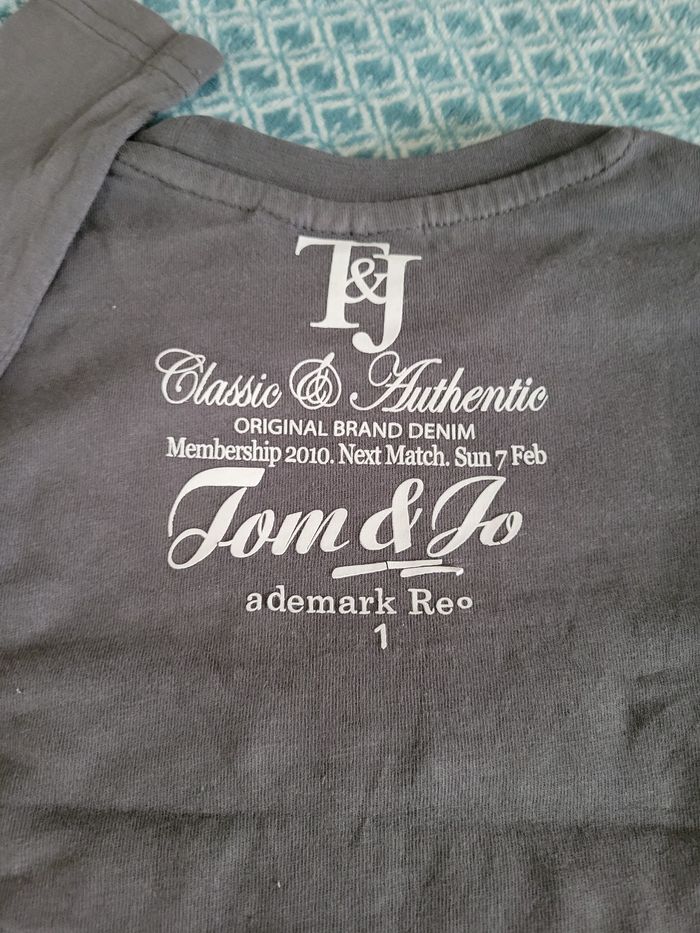 T&J
Classic & Authentic
ORIGINAL BRAND DENIM
Membership 2010. Next Match. Sun 7 Feb
Tom & Jo
ademark Reo
1